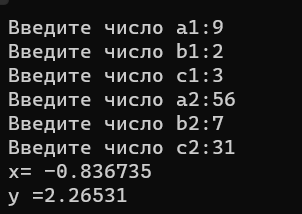 Введите число a1:9
Введите число b1:2
Введите число c1:3
Введите число a2:56
Введите число b2:7
Введите число c2:31
x= -0.836735
y =2.26531